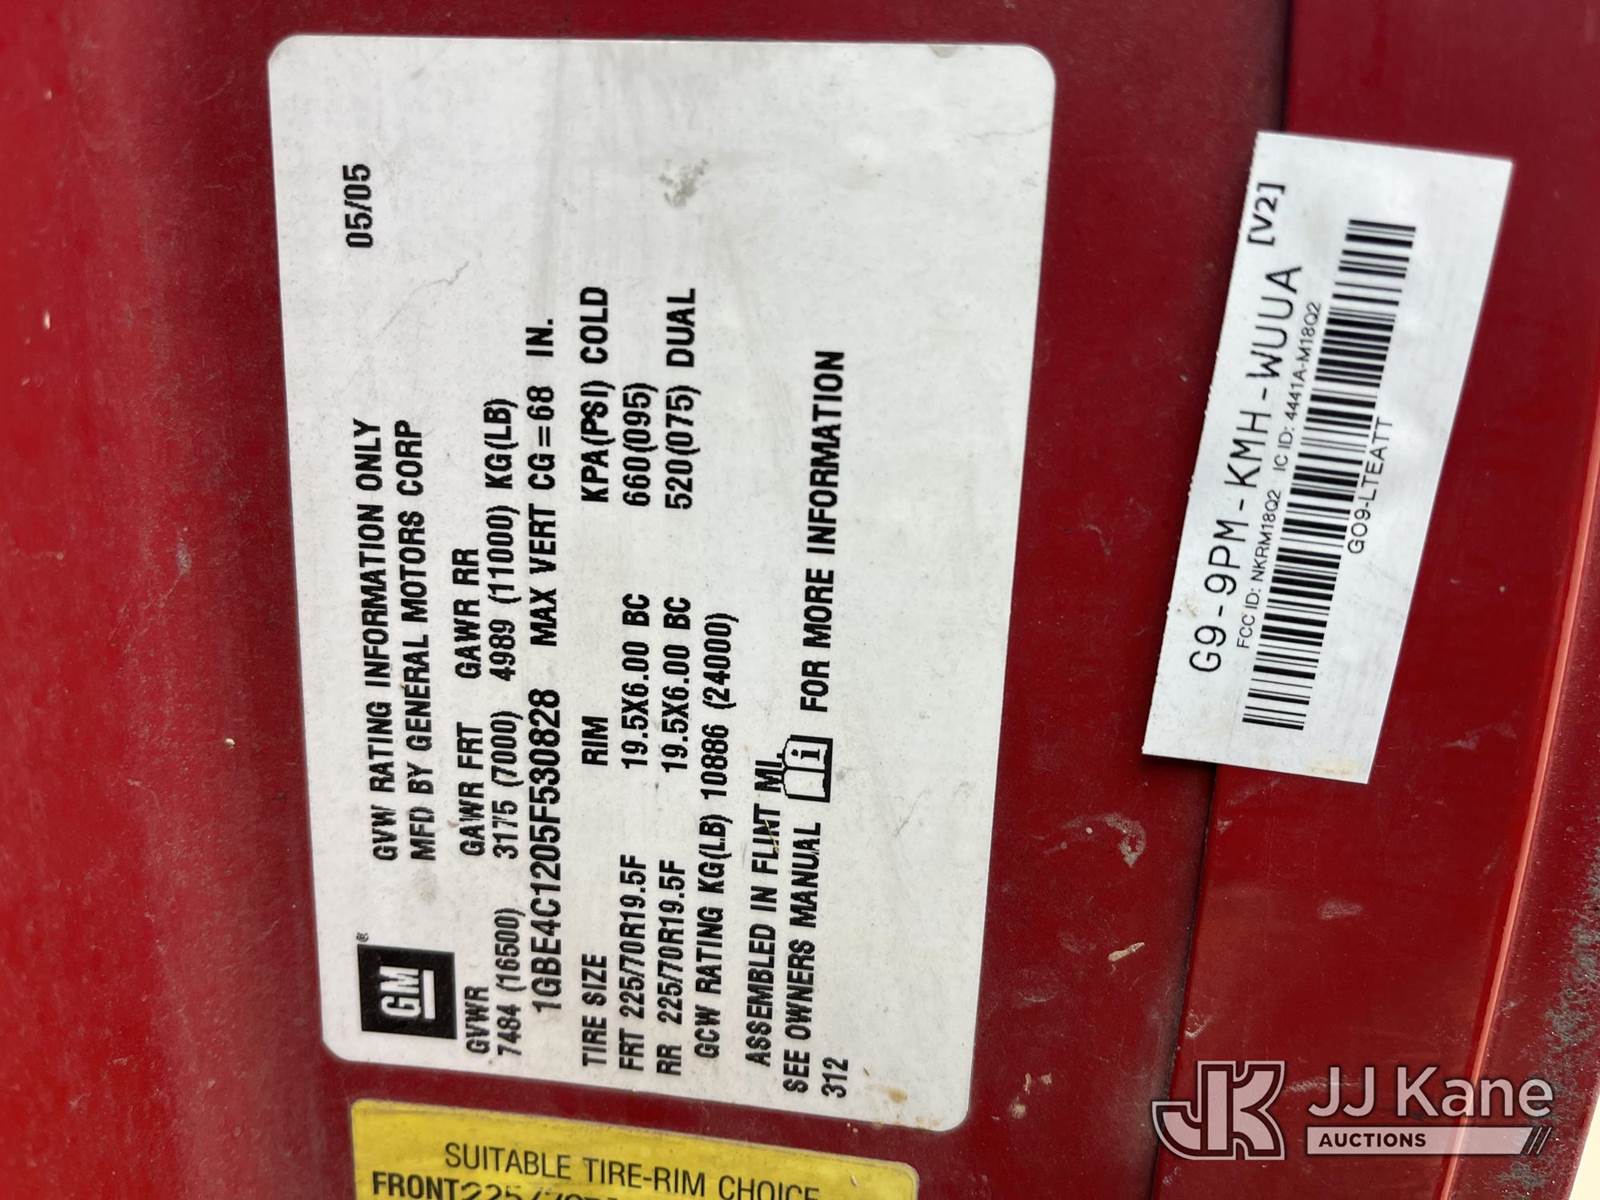 GM ®
GVW RATING INFORMATION ONLY 05/05
MFD BY GENERAL MOTORS CORP
GVWR GAWR FRT GAWR RR
7484 (16500) 3175 (7000) 4989 (11000) KG(LB)
1GBE4C1205F530828 MAX VERT CG=68 IN.
TIRE SIZE RIM KPA(PSI) COLD
FRT 225/70R19.5F 19.5X6.00 BC 660(095)
RR 225/70R19.5F 19.5X6.00 BC 520(075) DUAL
GCW RATING KG(LB) 10886 (24000)
ASSEMBLED IN FLINT MI.
SEE OWNERS MANUAL i FOR MORE INFORMATION
312
SUITABLE TIRE-RIM CHOICE
FRONT
G9-9PM-KMH-WUUA [V2]
FCC ID: NKRM18Q2 IC ID: 4441A-M18Q2
GO9-LTEATT
JK JJ Kane
AUCTIONS